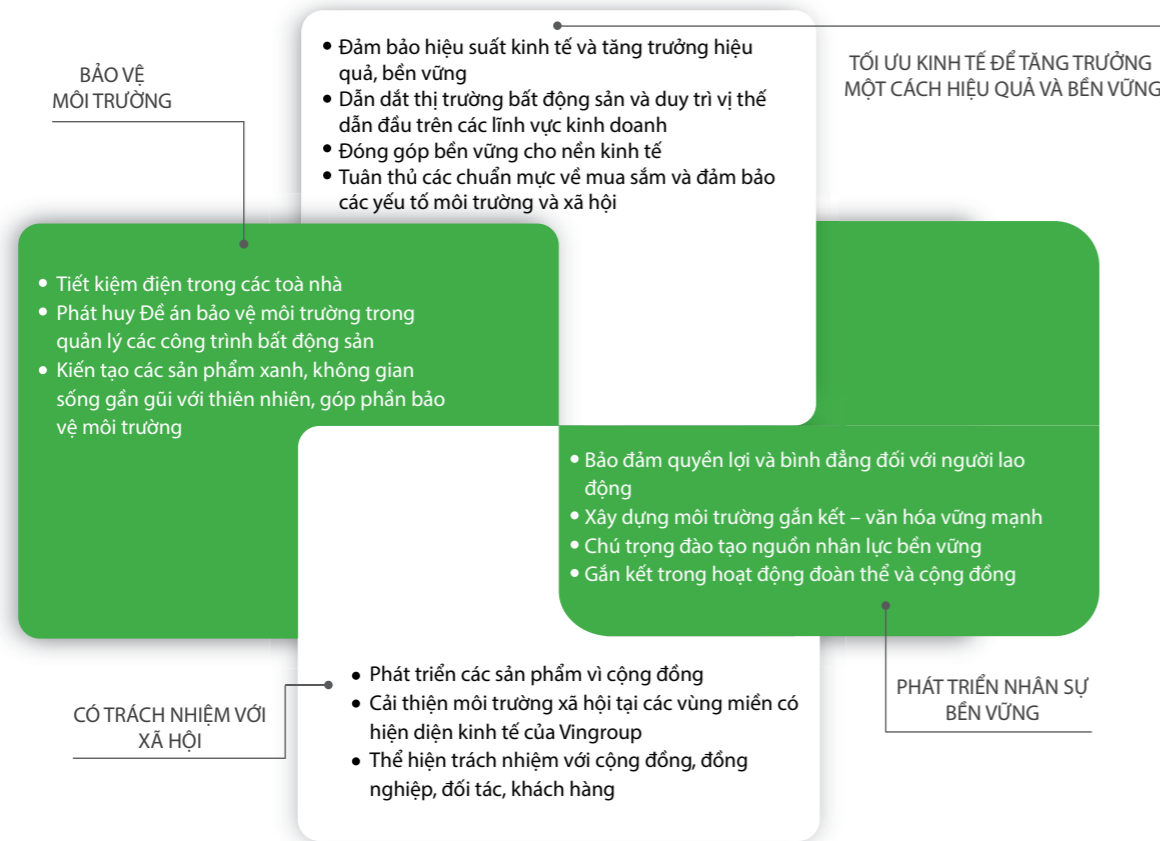 TỐI ƯU KINH TẾ ĐỂ TĂNG TRƯỞNG
MỘT CÁCH HIỆU QUẢ VÀ BỀN VỮNG
• Đảm bảo hiệu suất kinh tế và tăng trưởng hiệu
quả, bền vững
• Dẫn dắt thị trường bất động sản và duy trì vị thế
dẫn đầu trên các lĩnh vực kinh doanh
• Đóng góp bền vững cho nền kinh tế
• Tuân thủ các chuẩn mực về mua sắm và đảm bảo
các yếu tố môi trường và xã hội
BẢO VỆ
MÔI TRƯỜNG
• Tiết kiệm điện trong các toà nhà
• Phát huy Đề án bảo vệ môi trường trong
quản lý các công trình bất động sản
• Kiến tạo các sản phẩm xanh, không gian
sống gần gũi với thiên nhiên, góp phần bảo
vệ môi trường
• Bảo đảm quyền lợi và bình đẳng đối với người lao
động
• Xây dựng môi trường gắn kết – văn hóa vững mạnh
• Chú trọng đào tạo nguồn nhân lực bền vững
• Gắn kết trong hoạt động đoàn thể và cộng đồng
PHÁT TRIỂN NHÂN SỰ
BỀN VỮNG
CÓ TRÁCH NHIỆM VỚI
XÃ HỘI
• Phát triển các sản phẩm vì cộng đồng
• Cải thiện môi trường xã hội tại các vùng miền có
hiện diện kinh tế của Vingroup
• Thể hiện trách nhiệm với cộng đồng, đồng
nghiệp, đối tác, khách hàng